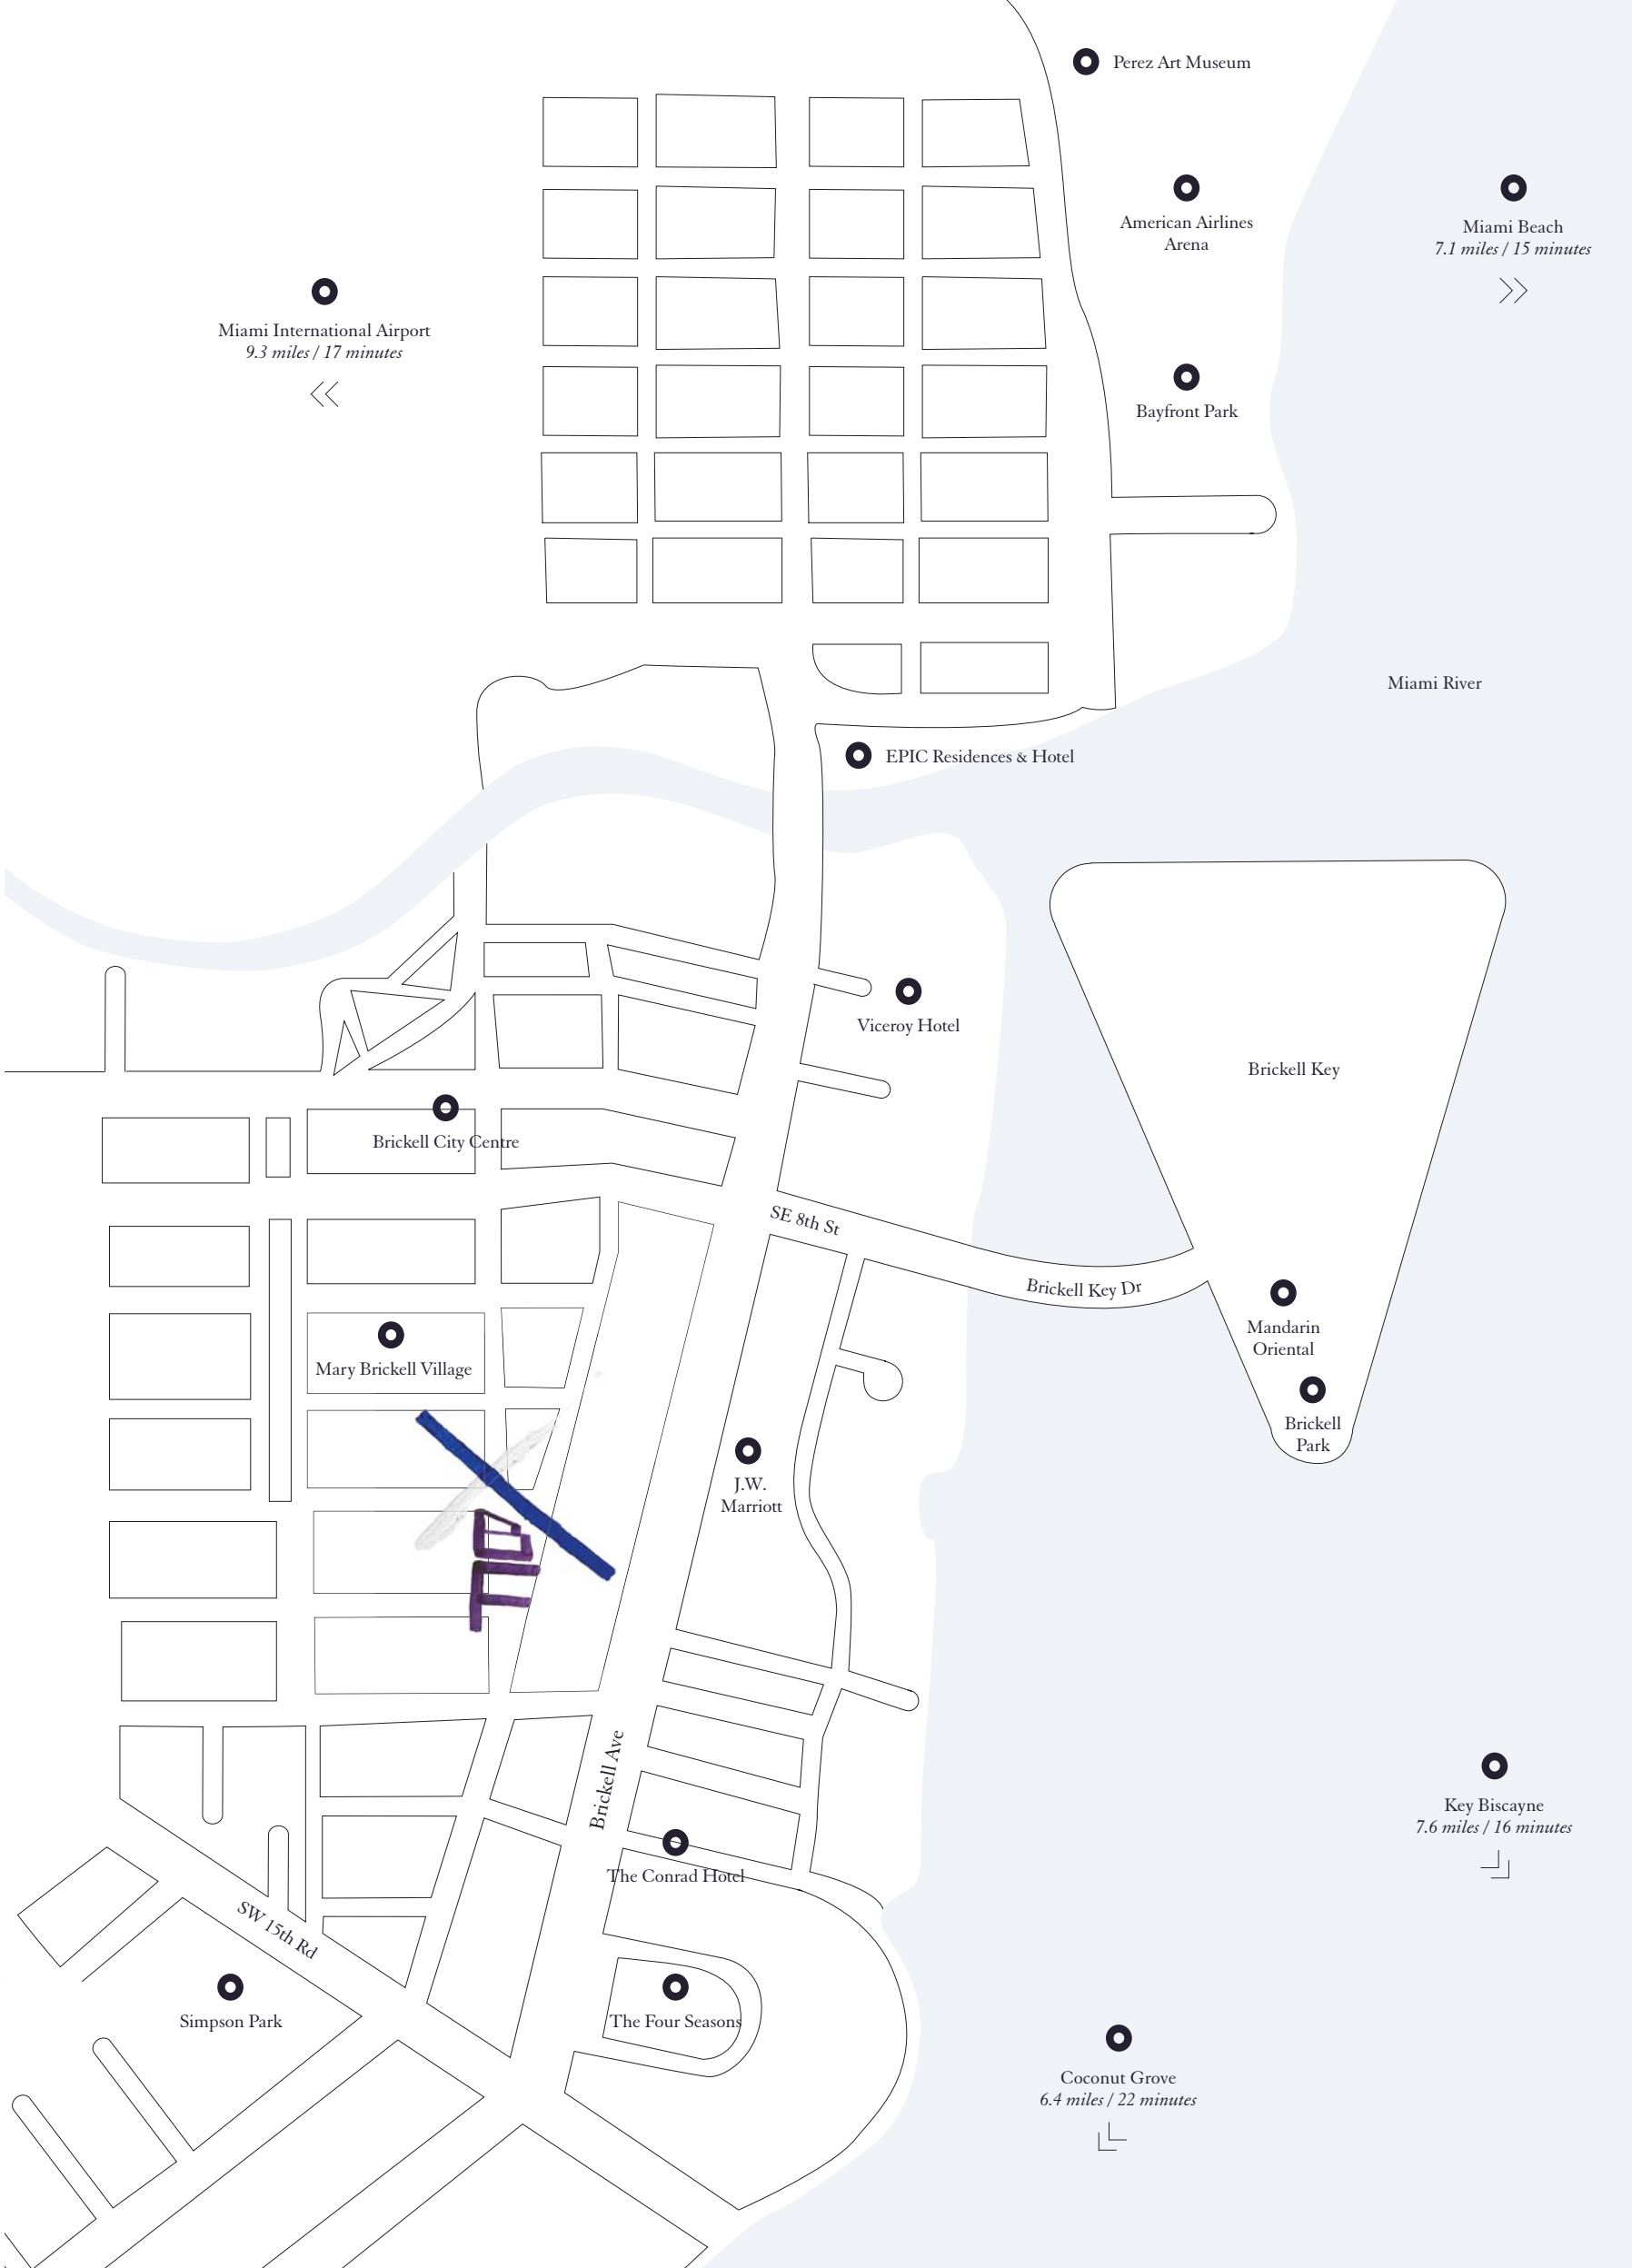 Perez Art Museum
American Airlines
Arena
Miami Beach
7.1 miles / 15 minutes
Miami International Airport
9.3 miles / 17 minutes
Bayfront Park
Miami River
EPIC Residences & Hotel
Viceroy Hotel
Brickell Key
Brickell City Centre
SE 8th St
Brickell Key Dr
Mandarin
Oriental
Mary Brickell Village
Brickell
Park
J.W.
Marriott
Brickell Ave
Key Biscayne
7.6 miles / 16 minutes
The Conrad Hotel
SW 15th Rd
Simpson Park
The Four Seasons
Coconut Grove
6.4 miles / 22 minutes